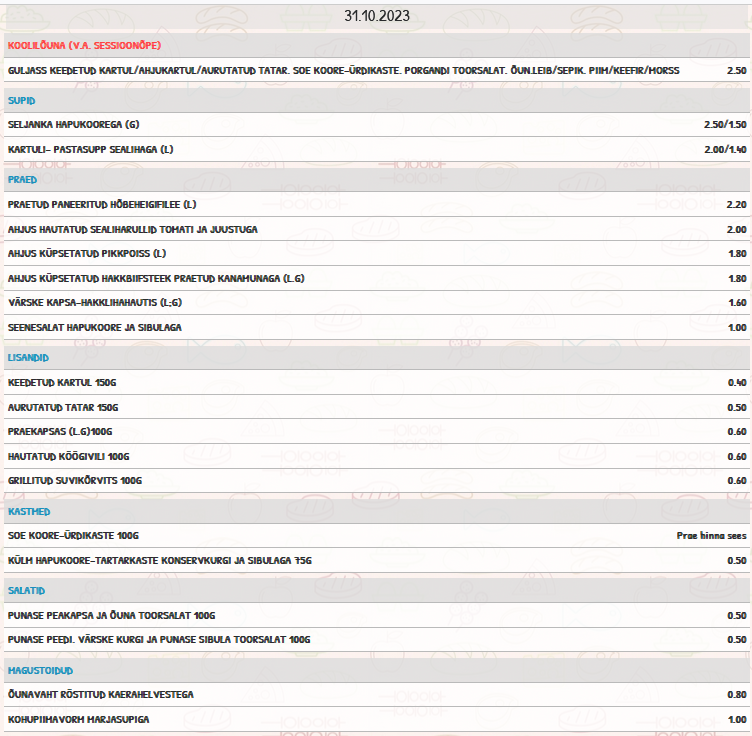 31.10.2023
KOOLILÕUNA (V.A. SESSIOONÕPE)
GULJASS KEEDETUD KARTUL/AHJUKARTUL/AURUTATUD TATAR. SOE KOORE-ÜRDIKASTE. PORGANDI TOORSALAT. ÕUN.LEIB/SEPIK. PIIM/KEEFIR/MORSS 2.50
SUPID
SELJANKA HAPUKOOREGA (G) 2.50/1.50
KARTULI- PASTASUPP SEALIHAGA (L) 2.00/1.40
PRAED
PRAETUD PANEERITUD HÕBEHEIGIFILEE (L) 2.20
AHJUS HAUTATUD SEALIHARULLID TOMATI JA JUUSTUGA 2.00
AHJUS KÜPSETATUD PIKKPOISS (L) 1.80
AHJUS KÜPSETATUD HAKKBIIFSTEEK PRAETUD KANAMUNAGA (L.G) 1.80
VÄRSKE KAPSA-HAKKLIHAHAUTIS (L;G) 1.60
SEENESALAT HAPUKOORE JA SIBULAGA 1.00
LISANDID
KEEDETUD KARTUL 150G 0.40
AURUTATUD TATAR 150G 0.50
PRAEKAPSAS (L.G)100G 0.60
HAUTATUD KÖÖGIVILI 100G 0.60
GRILLITUD SUVIKÕRVITS 100G 0.60
KASTMED
SOE KOORE-ÜRDIKASTE 100G Prae hinna sees
KÜLM HAPUKOORE-TARTARKASTE KONSERVKURGI JA SIBULAGA 75G 0.50
SALATID
PUNASE PEAKAPSA JA ÕUNA TOORSALAT 100G 0.50
PUNASE PEEDI. VÄRSKE KURGI JA PUNASE SIBULA TOORSALAT 100G 0.50
MAGUSTOIDUD
ÕUNAVAHT RÖSTITUD KAERAHELVESTEGA 0.80
KOHUPIIMAVORM MARJASUPIGA 1.00